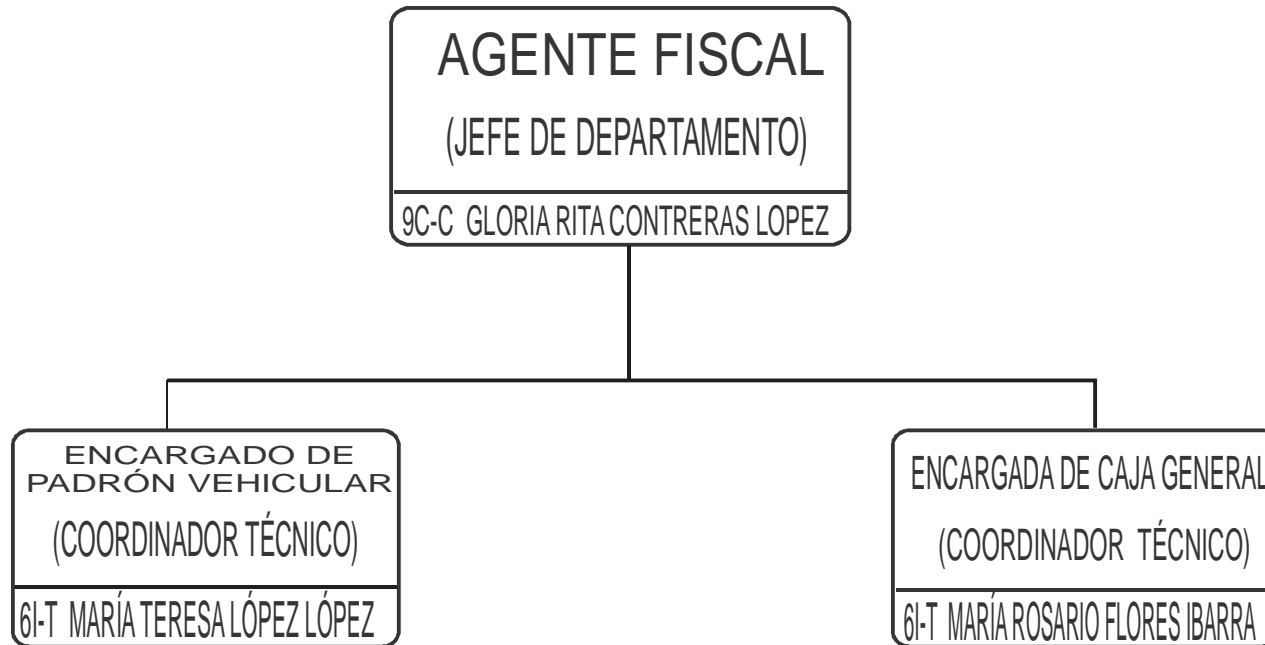 AGENTE FISCAL
(JEFE DE DEPARTAMENTO)
9C-C GLORIA RITA CONTRERAS LOPEZ
ENCARGADO DE
PADRÓN VEHICULAR
(COORDINADOR TÉCNICO)
6I-T MARÍA TERESA LÓPEZ LÓPEZ
ENCARGADA DE CAJA GENERAL
(COORDINADOR TÉCNICO)
6I-T MARÍA ROSARIO FLORES IBARRA